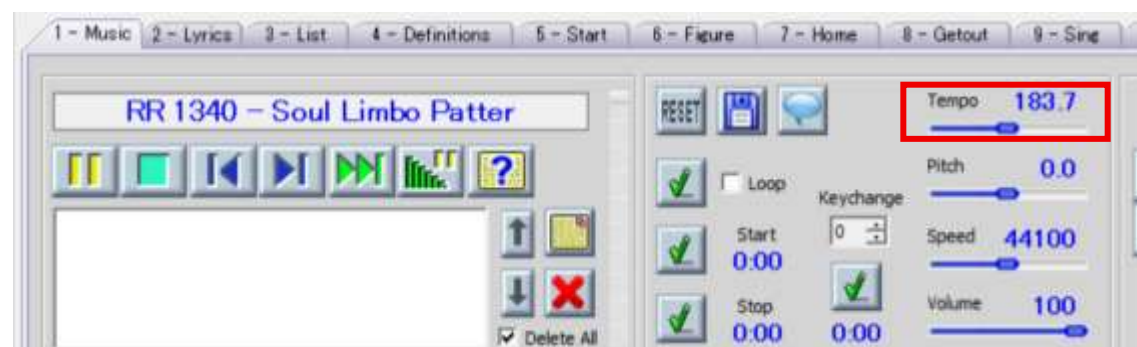 1 - Music 2 - Lyrics 3 - List 4 - Definitions 5 - Start 6 - Figure 7 - Home 8 - Getout 9 - Sing
RR 1340 - Soul Limbo Patter
RESET
Tempo 183.7
?
Loop
Pitch 0.0
Keychange
0
Start
0:00
Speed 44100
Stop
0:00
0:00
Volume 100
Delete All